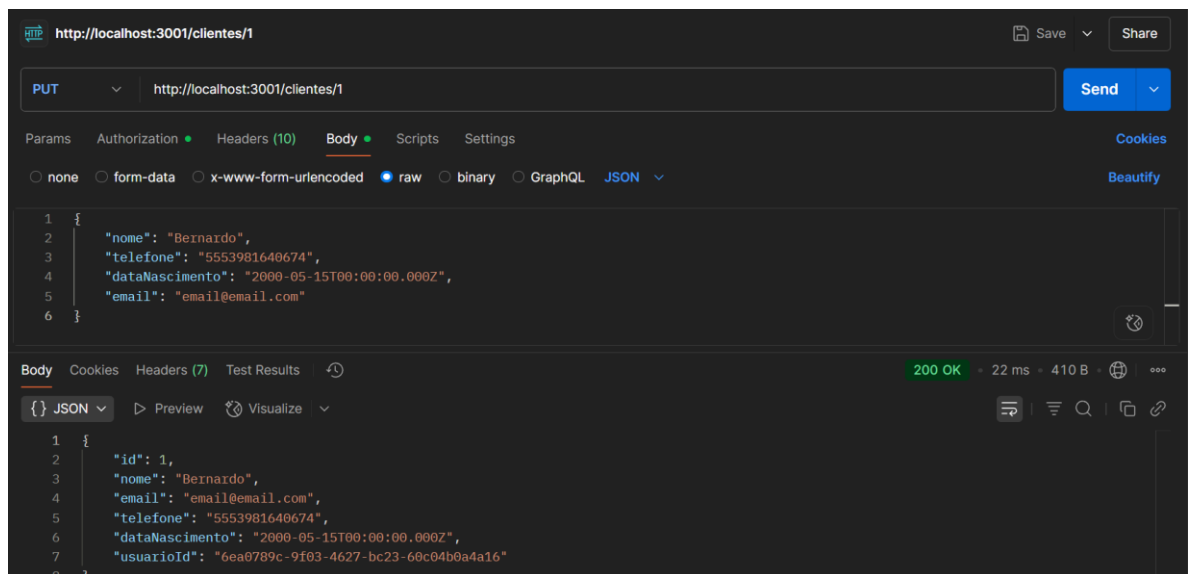 HTTP http://localhost:3001/clientes/1 Save Share
PUT http://localhost:3001/clientes/1 Send
Params Authorization Headers (10) Body Scripts Settings Cookies
none form-data x-www-form-urlencoded raw binary GraphQL JSON Beautify
1 {
2 "nome": "Bernardo",
3 "telefone": "5553981640674",
4 "dataNascimento": "2000-05-15T00:00:00.000Z",
5 "email": "email@email.com"
6 }
Body Cookies Headers (7) Test Results 200 OK 22 ms 410 B
{} JSON Preview Visualize
1 {
2 "id": 1,
3 "nome": "Bernardo",
4 "email": "email@email.com",
5 "telefone": "5553981640674",
6 "dataNascimento": "2000-05-15T00:00:00.000Z",
7 "usuarioId": "6ea0789c-9f03-4627-bc23-60c04b0a4a16"